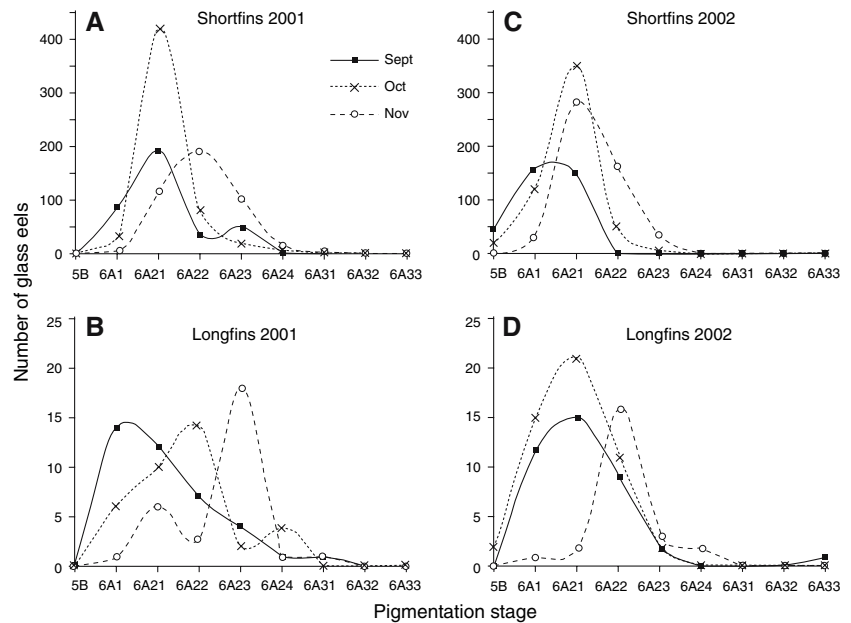 A Shortfins 2001
Sept
Oct
Nov
400
300
200
100
0
5B 6A1 6A21 6A22 6A23 6A24 6A31 6A32 6A33
C Shortfins 2002
400
300
200
100
0
5B 6A1 6A21 6A22 6A23 6A24 6A31 6A32 6A33
Number of glass eels
B Longfins 2001
25
20
15
10
5
0
5B 6A1 6A21 6A22 6A23 6A24 6A31 6A32 6A33
D Longfins 2002
25
20
15
10
5
0
5B 6A1 6A21 6A22 6A23 6A24 6A31 6A32 6A33
Pigmentation stage